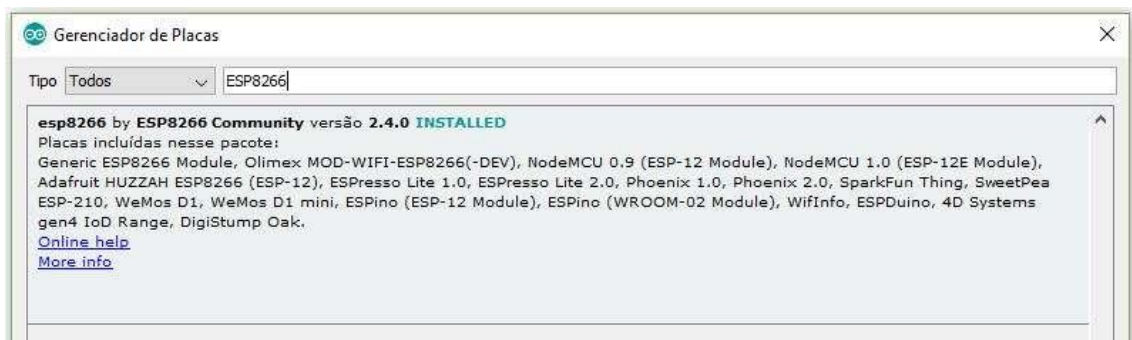 Gerenciador de Placas
Tipo Todos ESP8266
esp8266 by ESP8266 Community versão 2.4.0 INSTALLED
Placas incluídas nesse pacote:
Generic ESP8266 Module, Olimex MOD-WIFI-ESP8266(-DEV), NodeMCU 0.9 (ESP-12 Module), NodeMCU 1.0 (ESP-12E Module),
Adafruit HUZZAH ESP8266 (ESP-12), ESPresso Lite 1.0, ESPresso Lite 2.0, Phoenix 1.0, Phoenix 2.0, SparkFun Thing, SweetPea
ESP-210, WeMos D1, WeMos D1 mini, ESPino (ESP-12 Module), ESPino (WROOM-02 Module), WifInfo, ESPDuino, 4D Systems
gen4 IoD Range, DigiStump Oak.
Online help
More info